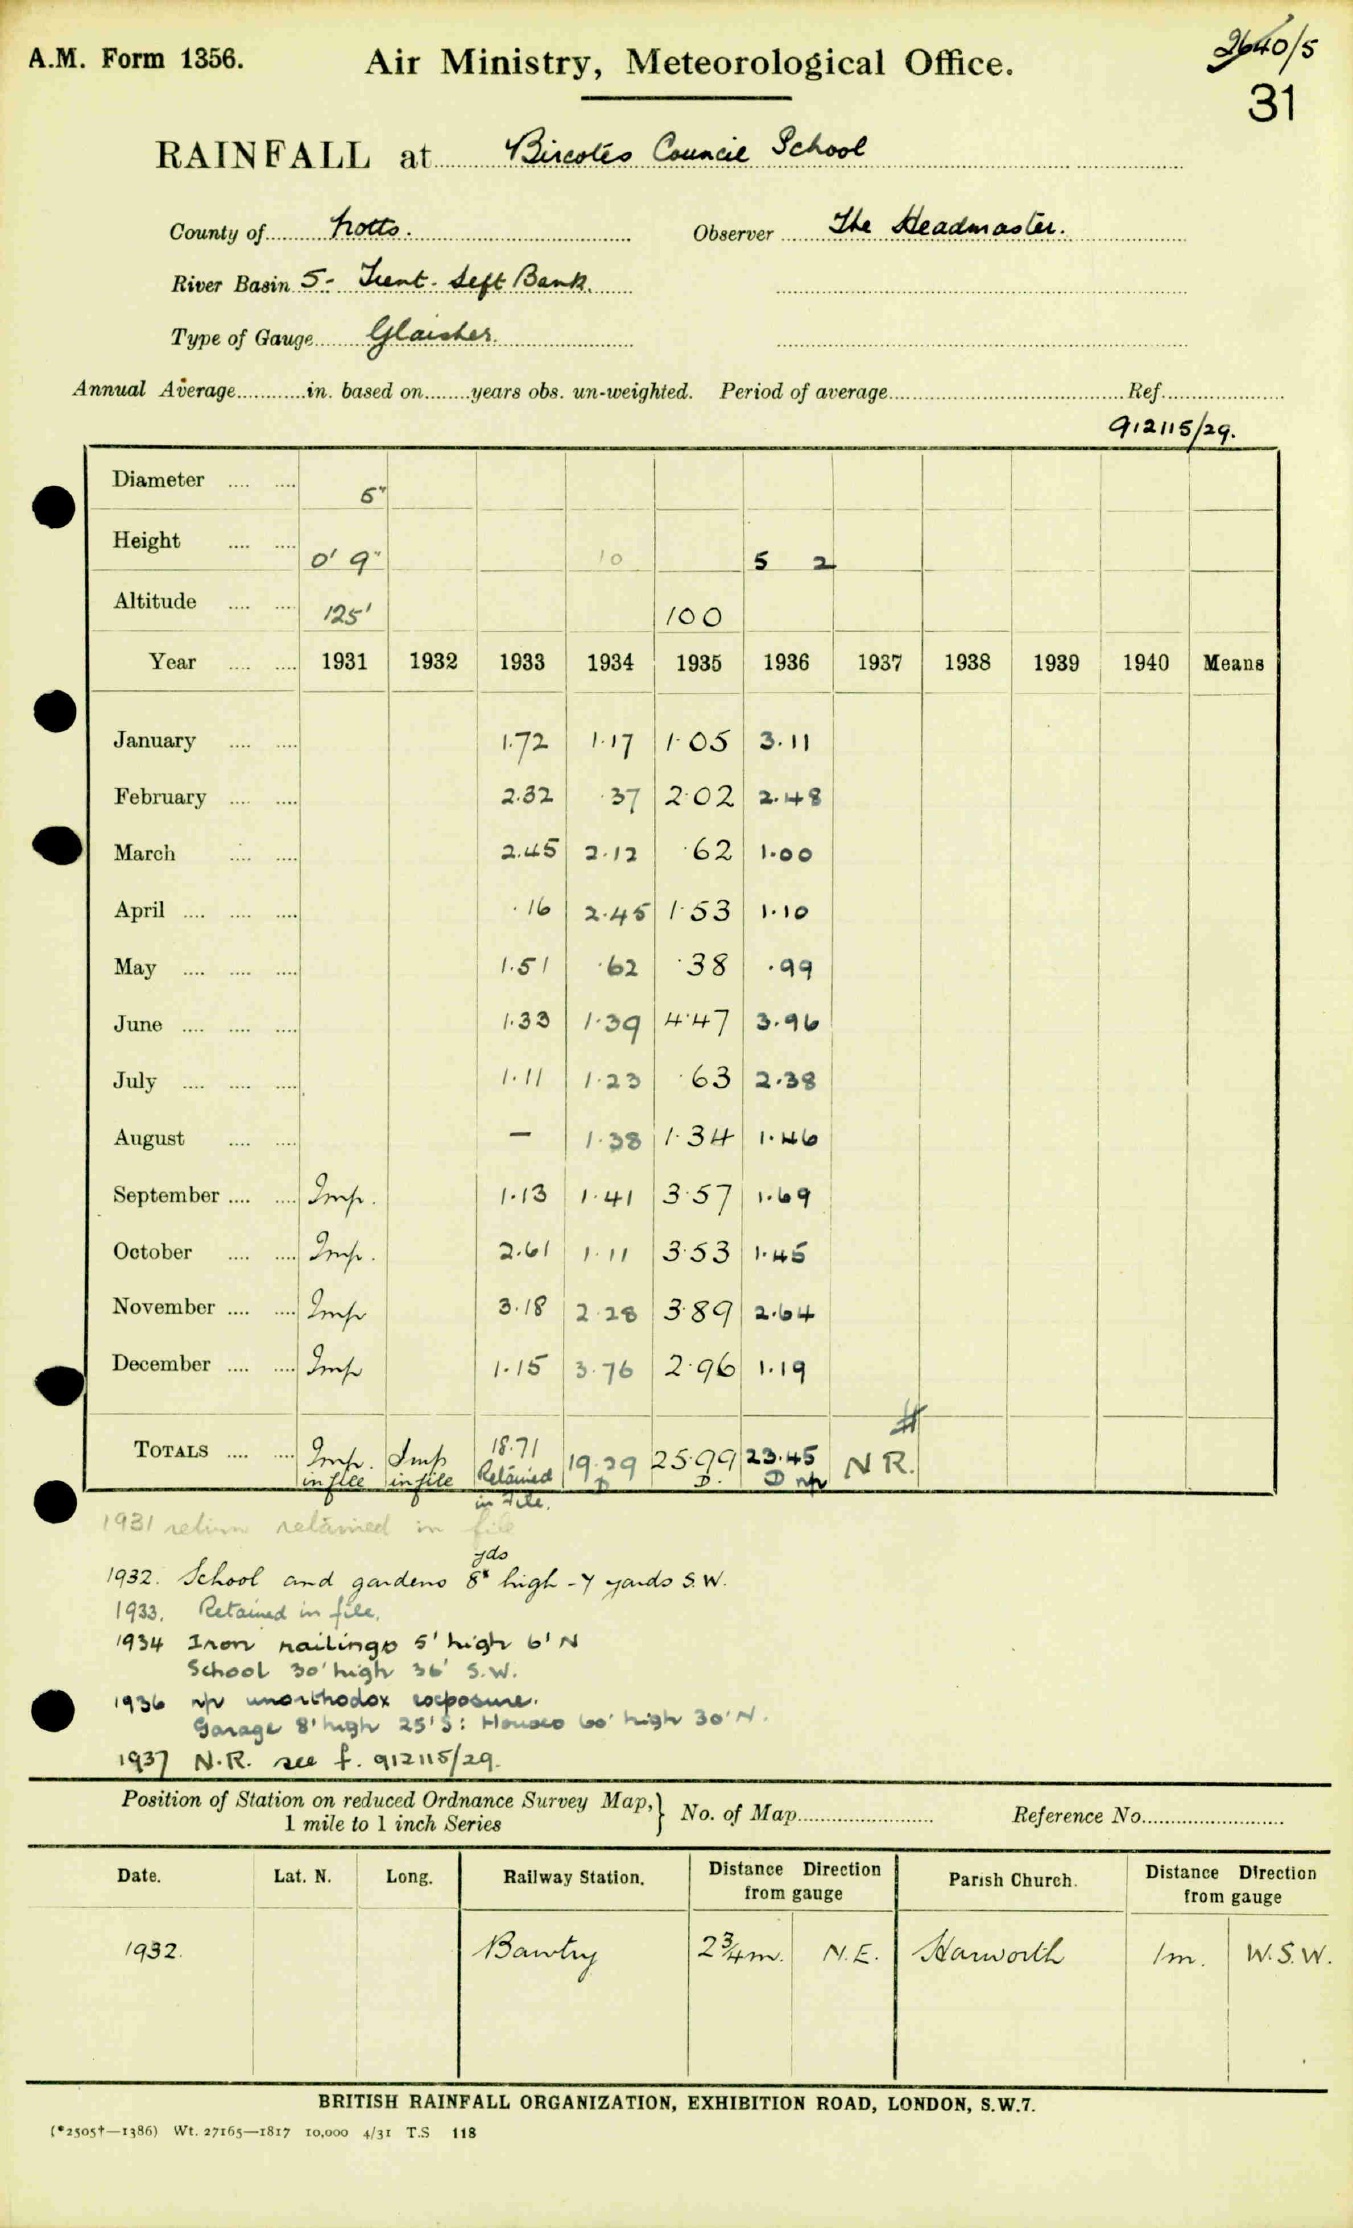 A.M. Form 1356.
Air Ministry, Meteorological Office.
2640/5
31
RAINFALL at Bircotes Council School
County of Notts. Observer The Headmaster.
River Basin 5- Trent. Left Bank.
Type of Gauge Glaisher.
Annual Average in. based on years obs. un-weighted. Period of average Ref.
912115/29.
Diameter 5"
Height 0' 9" 10 5 2
Altitude 125' 100
Year 1931 1932 1933 1934 1935 1936 1937 1938 1939 1940 Means
January 1.72 1.17 1.05 3.11
February 2.32 .37 2.02 2.48
March 2.45 2.12 .62 1.00
April .16 2.45 1.53 1.10
May 1.51 .62 .38 .99
June 1.33 1.39 4.47 3.96
July 1.11 1.23 .63 2.38
August — 1.38 1.34 1.46
September Imp. 1.13 1.41 3.57 1.69
October Imp. 2.61 1.11 3.53 1.45
November Imp 3.18 2.28 3.89 2.64
December Imp 1.15 3.76 2.96 1.19
TOTALS Imp. in file Imp in file 18.71 Retained in File. 19.29 D 25.99 D. 23.45 D np N R.
1931 return retained in file
yds
1932. School and gardens 8" high - 7 yards S.W.
1933. Retained in file.
1934 Iron railings 5' high 6' N
School 30' high 36' S.W.
1936 np unorthodox exposure.
Garage 8' high 25' S: Houses 60' high 30' N.
1937 N.R. see f. 912115/29.
Position of Station on reduced Ordnance Survey Map, } No. of Map Reference No.
1 mile to 1 inch Series
Date. Lat. N. Long. Railway Station. Distance Direction from gauge Parish Church. Distance Direction from gauge
1932. Bawtry 2¾m. N.E. Harworth 1m. W.S.W.
BRITISH RAINFALL ORGANIZATION, EXHIBITION ROAD, LONDON, S.W.7.
(*2505†—1386) Wt. 27165—1817 10,000 4/31 T.S 118